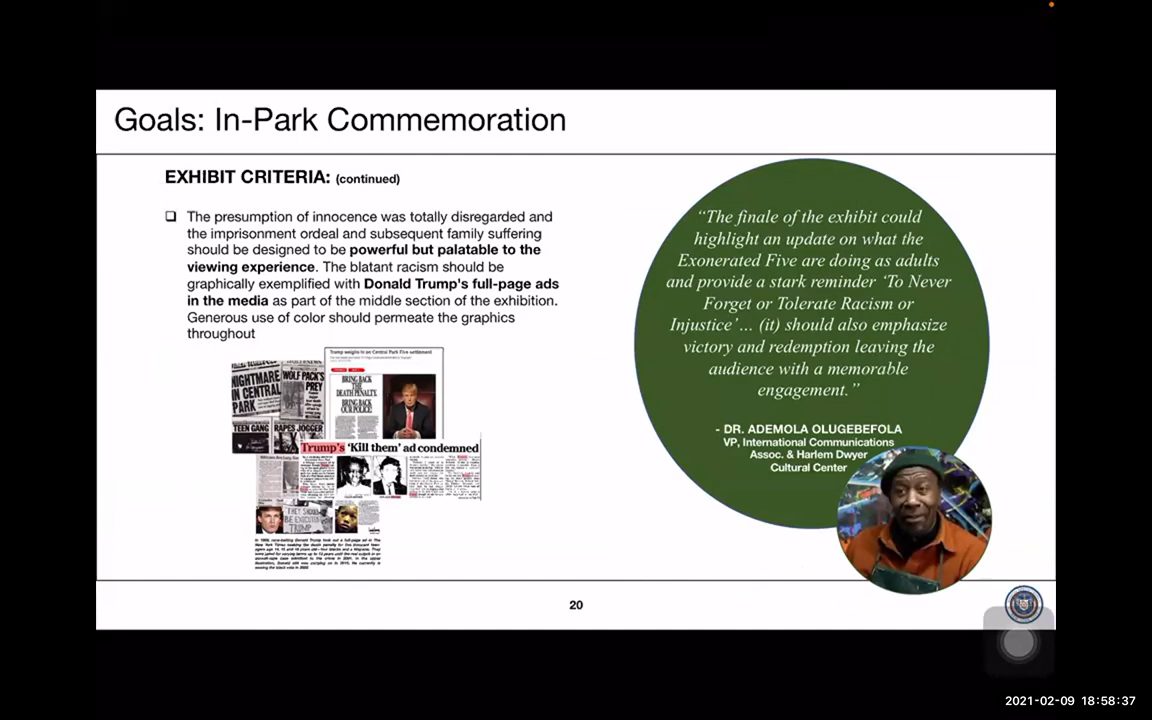 Goals: In-Park Commemoration
EXHIBIT CRITERIA: (continued)
❑ The presumption of innocence was totally disregarded and
the imprisonment ordeal and subsequent family suffering
should be designed to be powerful but palatable to the
viewing experience. The blatant racism should be
graphically exemplified with Donald Trump's full-page ads
in the media as part of the middle section of the exhibition.
Generous use of color should permeate the graphics
throughout
Trump weighs in on Central Park Five settlement
NIGHTMARE
IN CENTRAL
PARK
WOLF PACK'S
PREY
BRING BACK
THE
DEATH PENALTY.
BRING BACK
OUR POLICE!
TEEN GANG
RAPES JOGGER
Trump's 'Kill them' ad condemned
THEY SHOULD
BE EXECUTED
TRUMP
“The finale of the exhibit could
highlight an update on what the
Exonerated Five are doing as adults
and provide a stark reminder ‘To Never
Forget or Tolerate Racism or
Injustice’... (it) should also emphasize
victory and redemption leaving the
audience with a memorable
engagement.”
- DR. ADEMOLA OLUGEBEFOLA
VP, International Communications
Assoc. & Harlem Dwyer
Cultural Center
20
2021-02-09 18:58:37